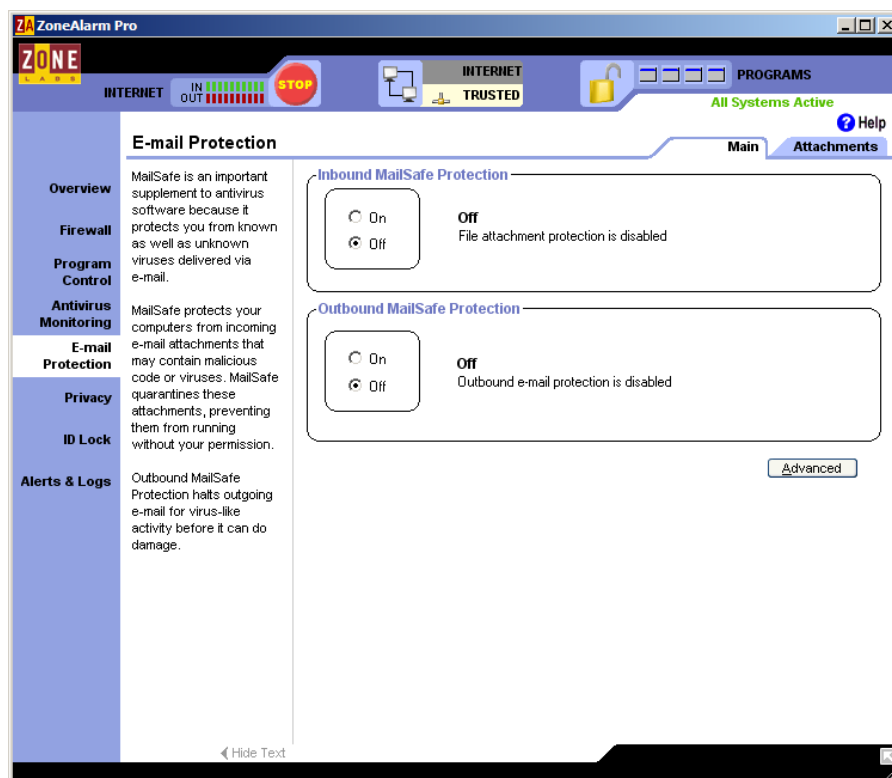 ZA ZoneAlarm Pro
ZONE
LABS
INTERNET
IN
OUT
STOP
INTERNET
TRUSTED
PROGRAMS
All Systems Active
? Help
E-mail Protection
Main
Attachments
Overview
Firewall
Program
Control
Antivirus
Monitoring
E-mail
Protection
Privacy
ID Lock
Alerts & Logs
MailSafe is an important
supplement to antivirus
software because it
protects you from known
as well as unknown
viruses delivered via
e-mail.
MailSafe protects your
computers from incoming
e-mail attachments that
may contain malicious
code or viruses. MailSafe
quarantines these
attachments, preventing
them from running
without your permission.
Outbound MailSafe
Protection halts outgoing
e-mail for virus-like
activity before it can do
damage.
Inbound MailSafe Protection
On
Off
Off
File attachment protection is disabled
Outbound MailSafe Protection
On
Off
Off
Outbound e-mail protection is disabled
Advanced
Hide Text